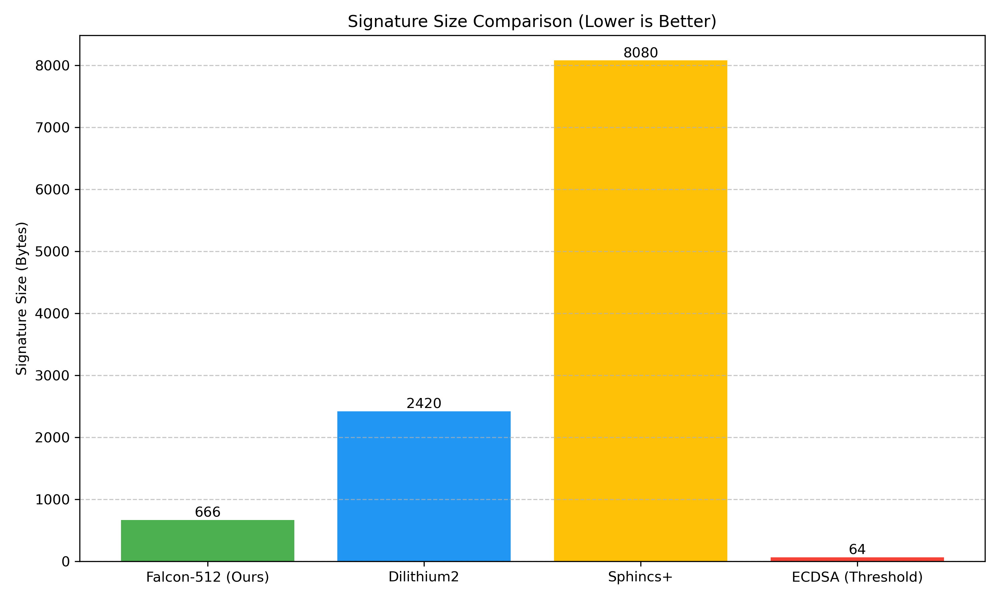 Signature Size Comparison (Lower is Better)
Signature Size (Bytes)
8000
7000
6000
5000
4000
3000
2000
1000
0
666
2420
8080
64
Falcon-512 (Ours)
Dilithium2
Sphincs+
ECDSA (Threshold)